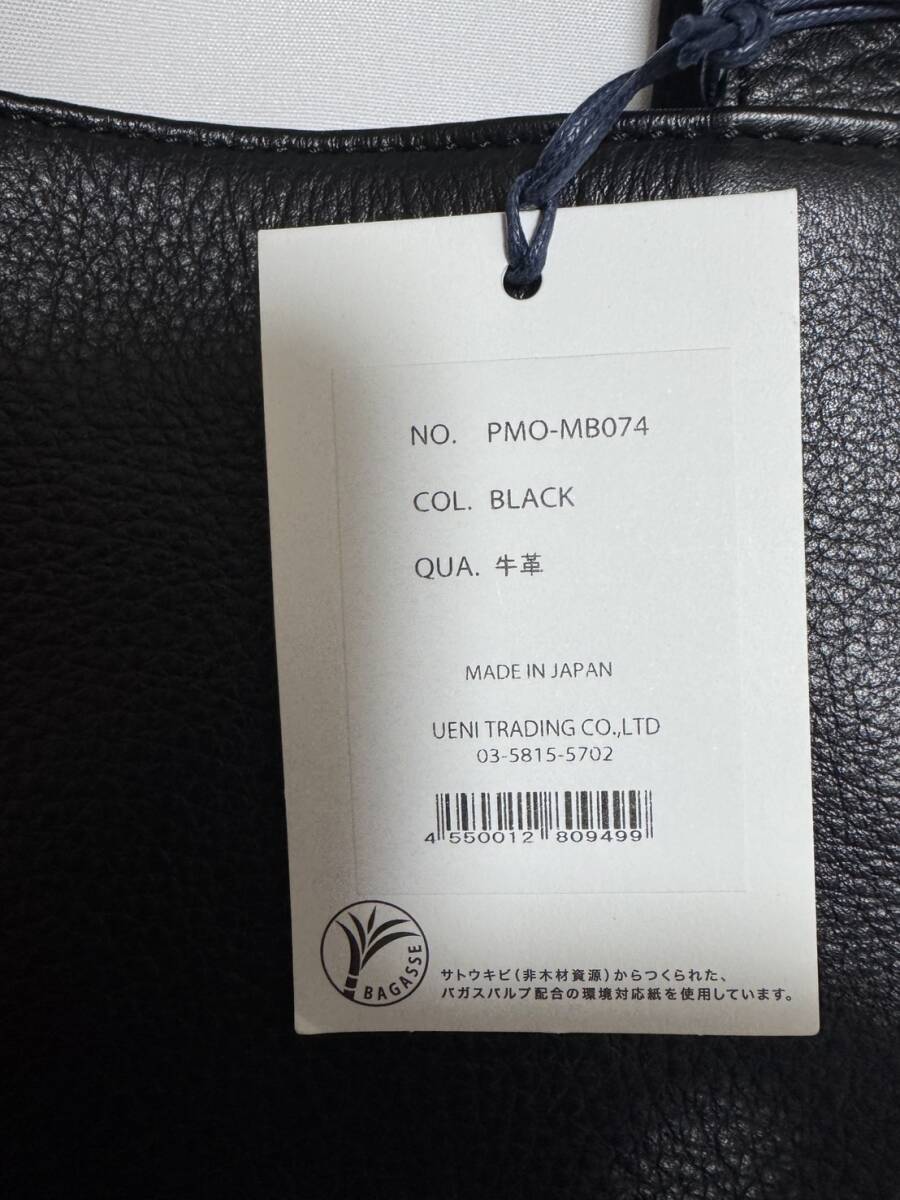 NO. PMO-MB074
COL. BLACK
QUA. 牛革
MADE IN JAPAN
UENI TRADING CO.,LTD
03-5815-5702
4 550012 809499
BAGASSE
サトウキビ(非木材資源)からつくられた、
バガスパルプ配合の環境対応紙を使用しています。